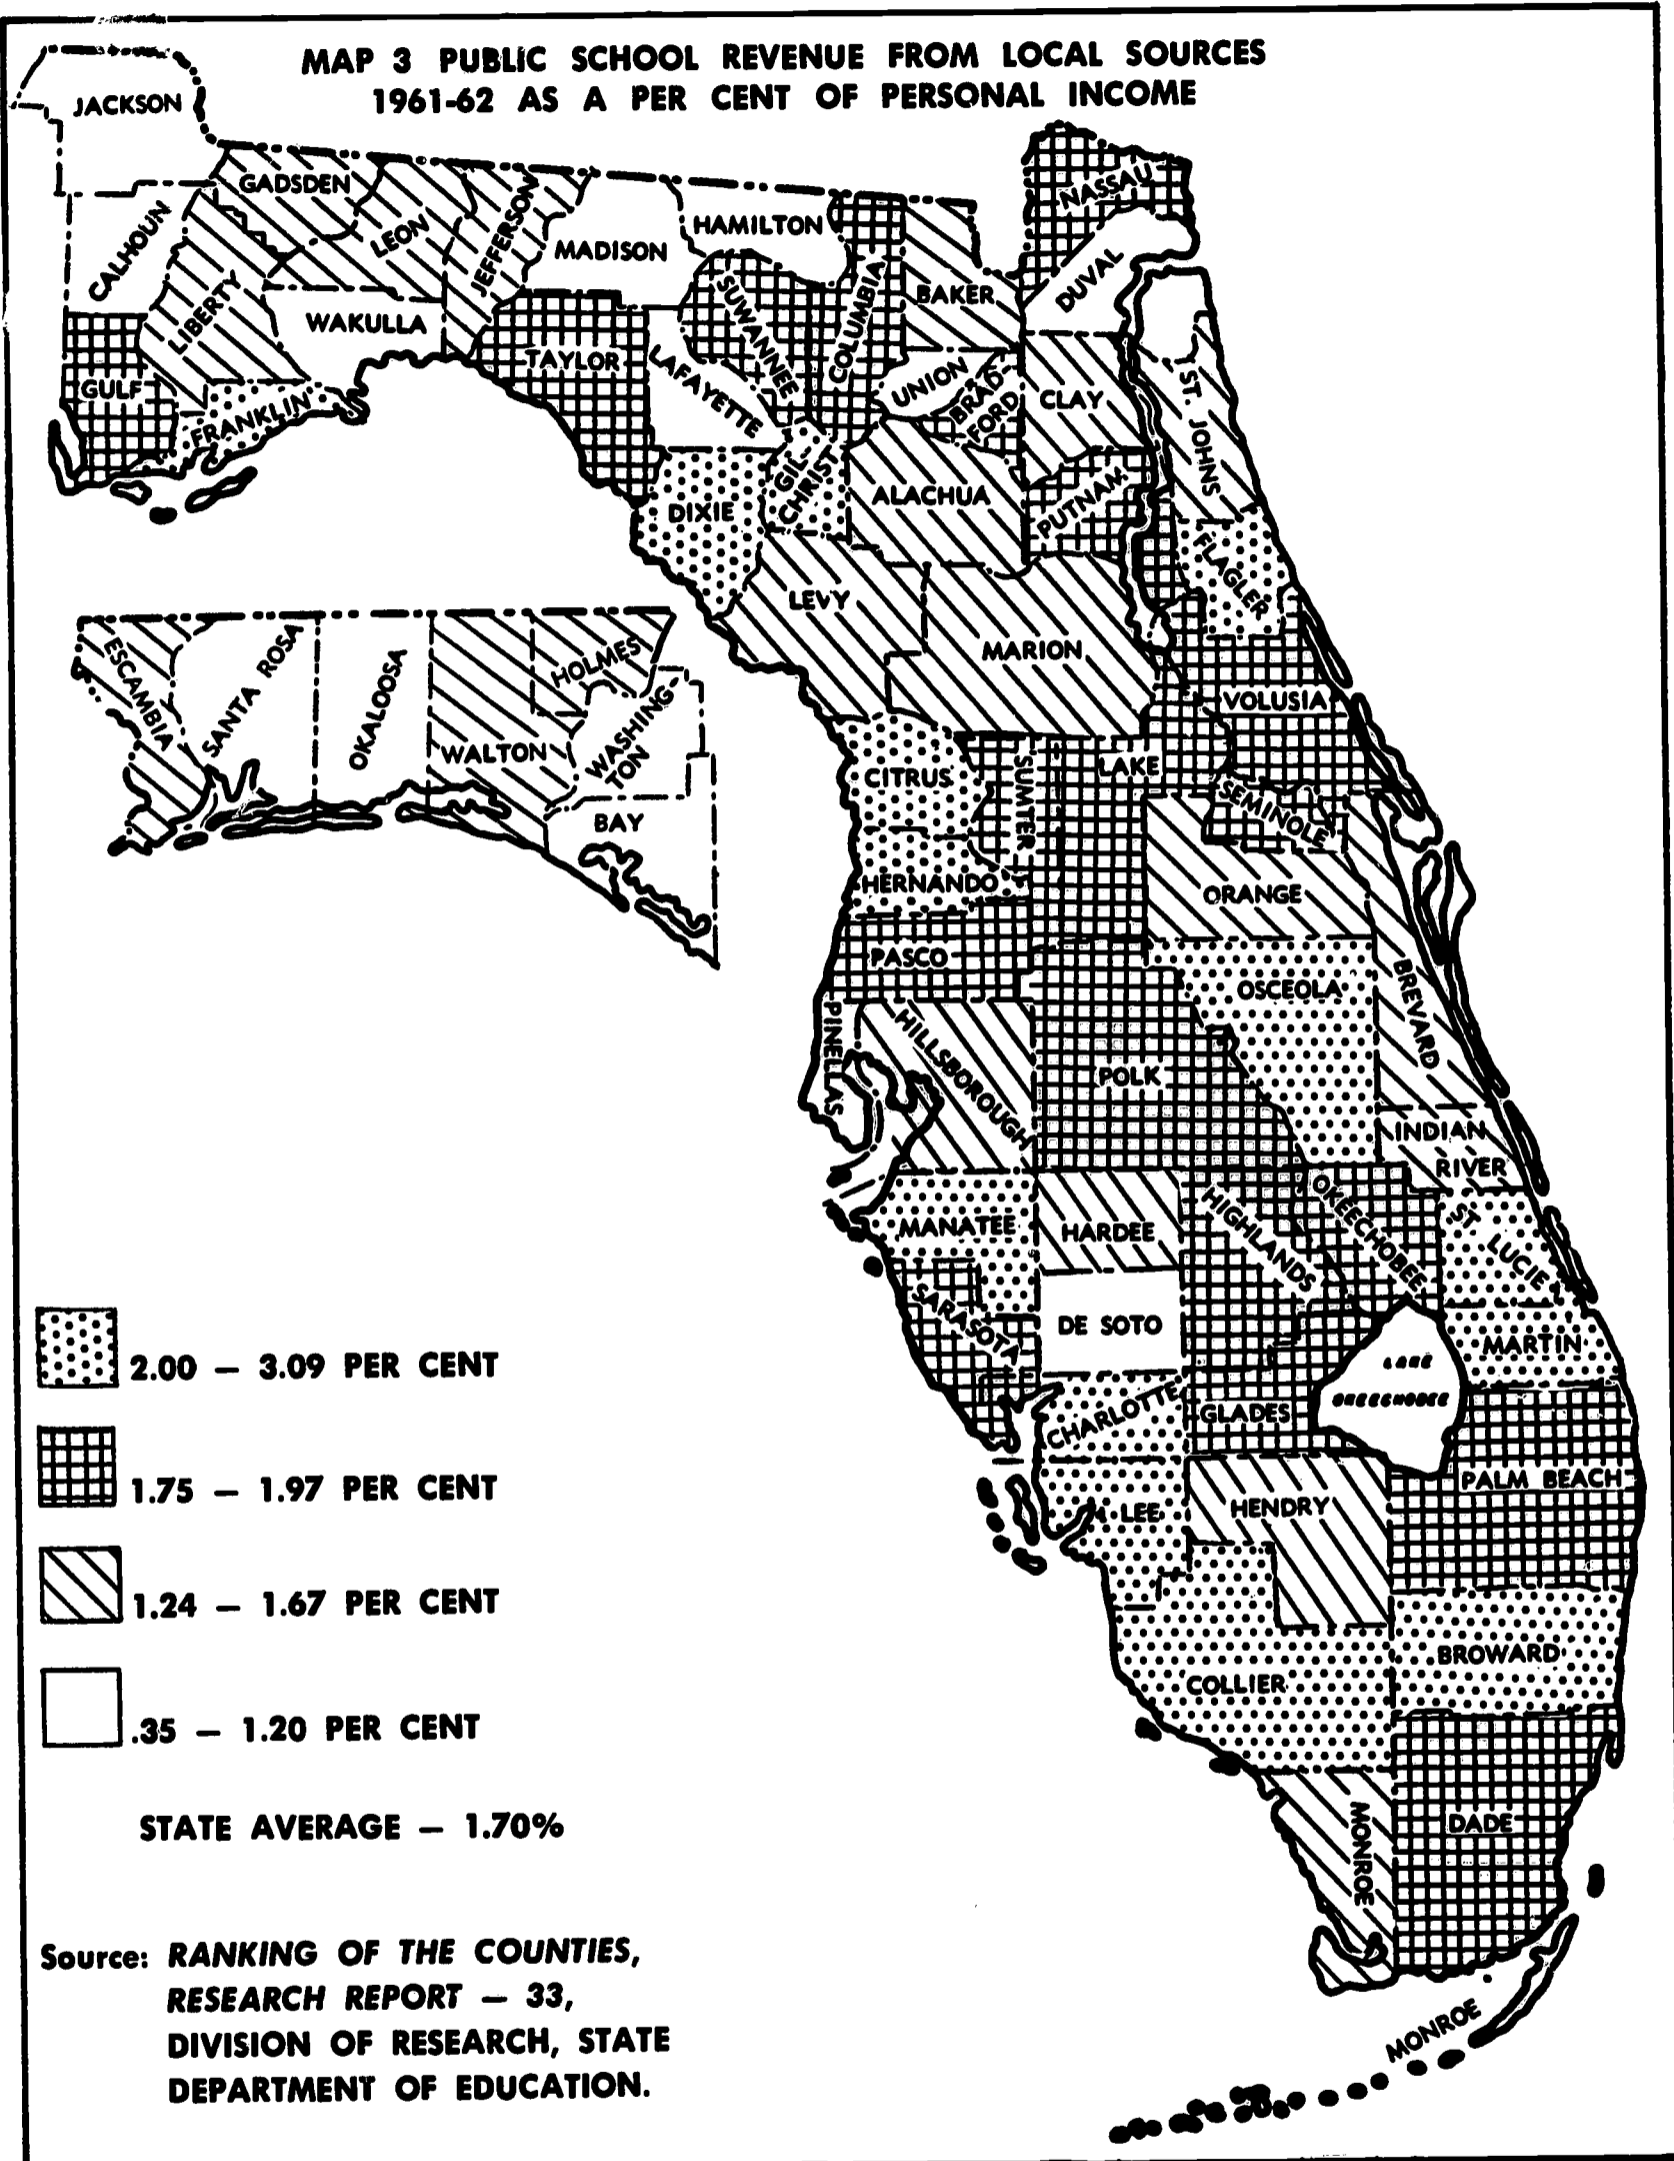 MAP 3 PUBLIC SCHOOL REVENUE FROM LOCAL SOURCES
1961-62 AS A PER CENT OF PERSONAL INCOME
JACKSON
GADSDEN
CALHOUN
LIBERTY
LEON
JEFFERSON
MADISON
HAMILTON
WAKULLA
TAYLOR
GULF
FRANKLIN
LAFAYETTE
SUWANNEE
COLUMBIA
BAKER
NASSAU
DUVAL
UNION
BRAD-
FORD
CLAY
ST. JOHNS
DIXIE
GIL-
CHRIST
ALACHUA
PUTNAM
FLAGLER
LEVY
MARION
VOLUSIA
ESCAMBIA
SANTA ROSA
OKALOOSA
WALTON
HOLMES
WASHING-
TON
BAY
CITRUS
SUMTER
LAKE
SEMINOLE
HERNANDO
ORANGE
PASCO
OSCEOLA
BREVARD
PINELLAS
HILLSBOROUGH
POLK
INDIAN
RIVER
MANATEE
HARDEE
HIGHLANDS
OKEECHOBEE
ST
LUCIE
SARASOTA
DE SOTO
MARTIN
LAKE
OKEECHOBEE
CHARLOTTE
GLADES
PALM BEACH
LEE
HENDRY
BROWARD
COLLIER
MONROE
DADE
MONROE
2.00 – 3.09 PER CENT
1.75 – 1.97 PER CENT
1.24 – 1.67 PER CENT
.35 – 1.20 PER CENT
STATE AVERAGE – 1.70%
Source: RANKING OF THE COUNTIES,
RESEARCH REPORT – 33,
DIVISION OF RESEARCH, STATE
DEPARTMENT OF EDUCATION.